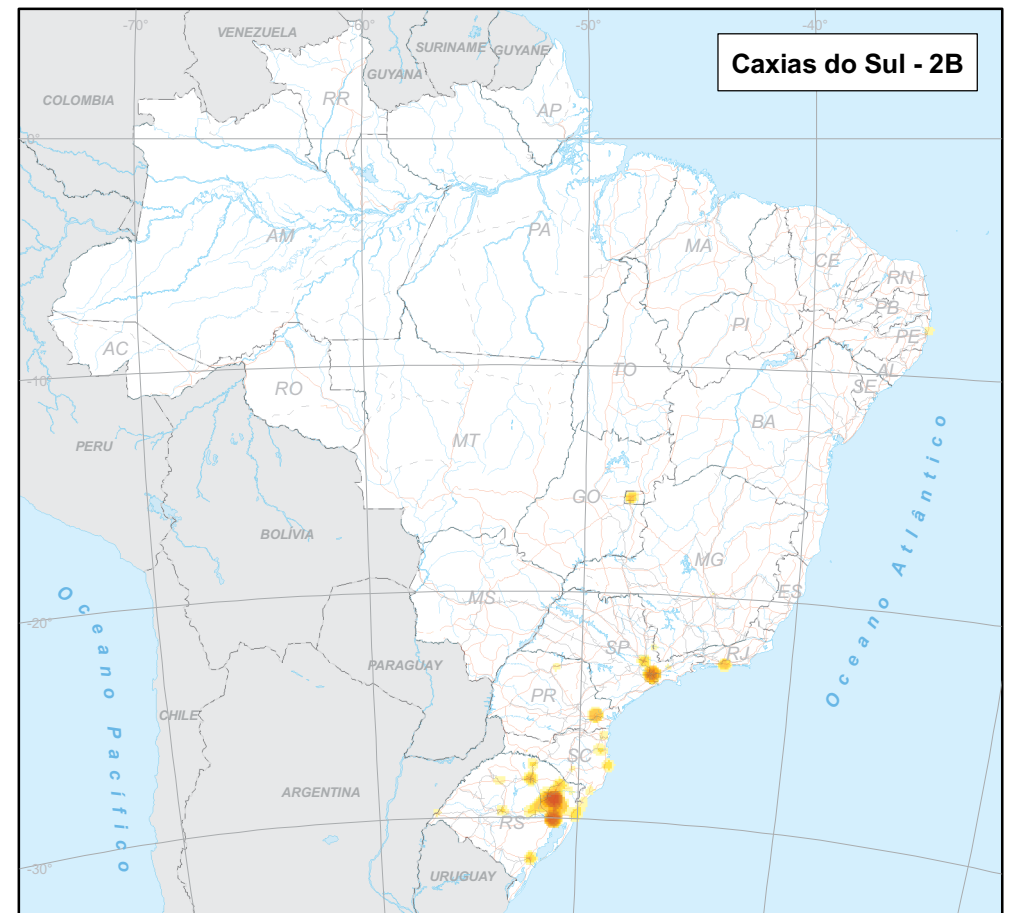 -70°
-60°
-50°
-40°
VENEZUELA
SURINAME
GUYANE
Caxias do Sul - 2B
GUYANA
COLOMBIA
RR
AP
0°
AM
PA
MA
CE
RN
PB
PI
PE
AC
TO
AL
-10°
RO
SE
BA
MT
PERU
GO
Oceano Atlântico
BOLÍVIA
MG
ES
MS
Oceano Pacífico
-20°
SP
RJ
PARAGUAY
PR
CHILE
SC
ARGENTINA
RS
-30°
URUGUAY